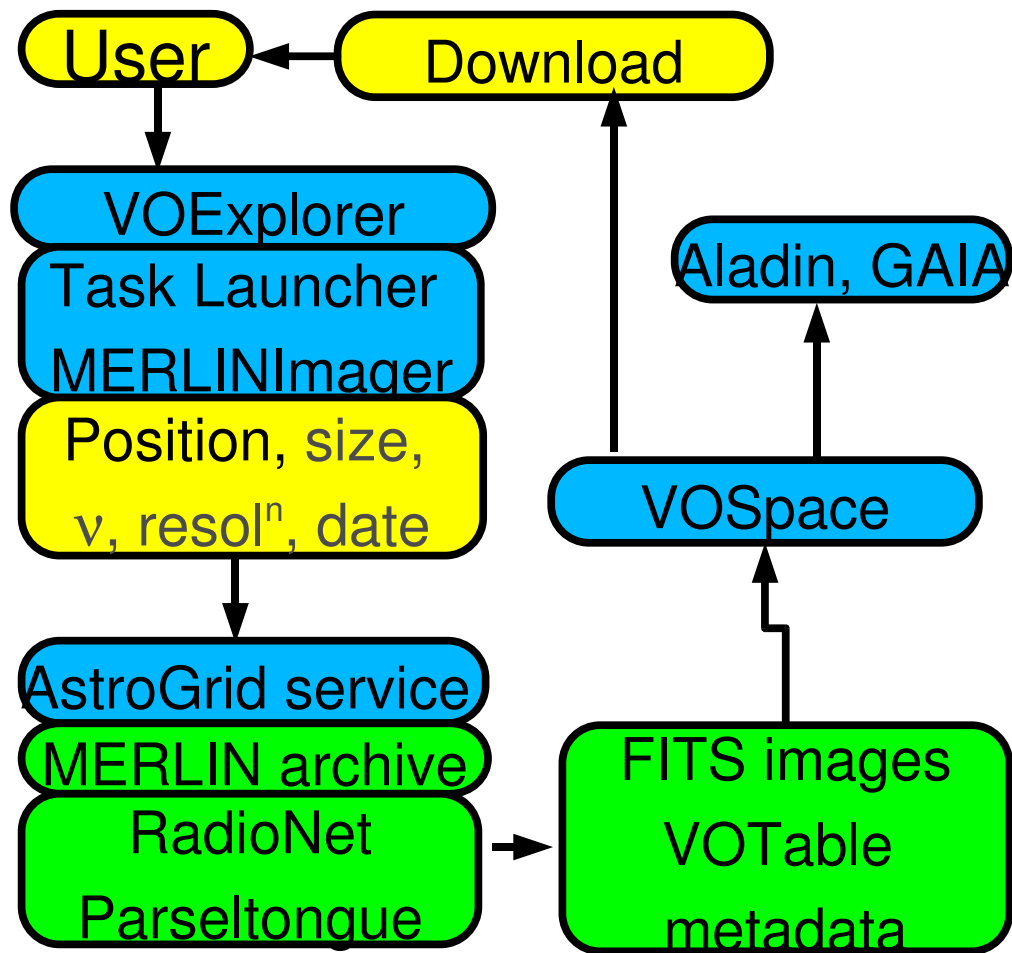 User
Download
VOExplorer
Task Launcher
MERLINImager
Position, size,
ν, resolⁿ, date
Aladin, GAIA
VOSpace
AstroGrid service
MERLIN archive
RadioNet
Parseltongue
FITS images
VOTable
metadata